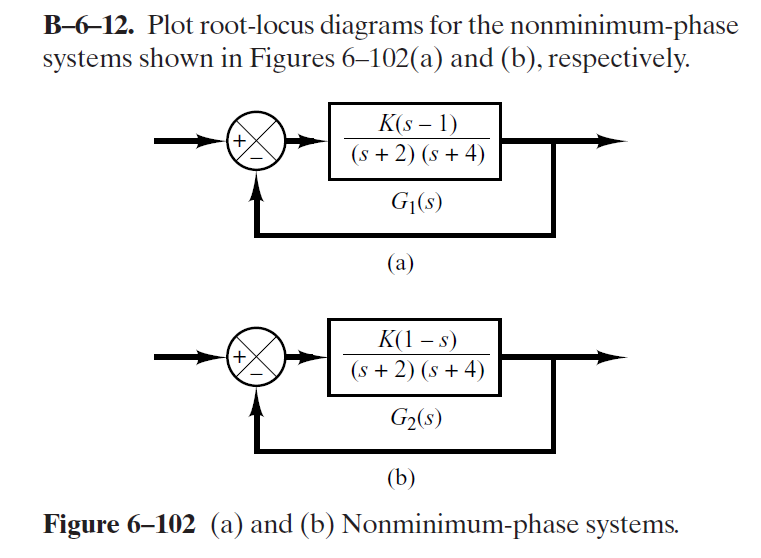 B–6–12. Plot root-locus diagrams for the nonminimum-phase
systems shown in Figures 6–102(a) and (b), respectively.
K(s – 1)
+
(s + 2) (s + 4)
–
G₁(s)
(a)
K(1 – s)
+
(s + 2) (s + 4)
–
G₂(s)
(b)
Figure 6–102 (a) and (b) Nonminimum-phase systems.